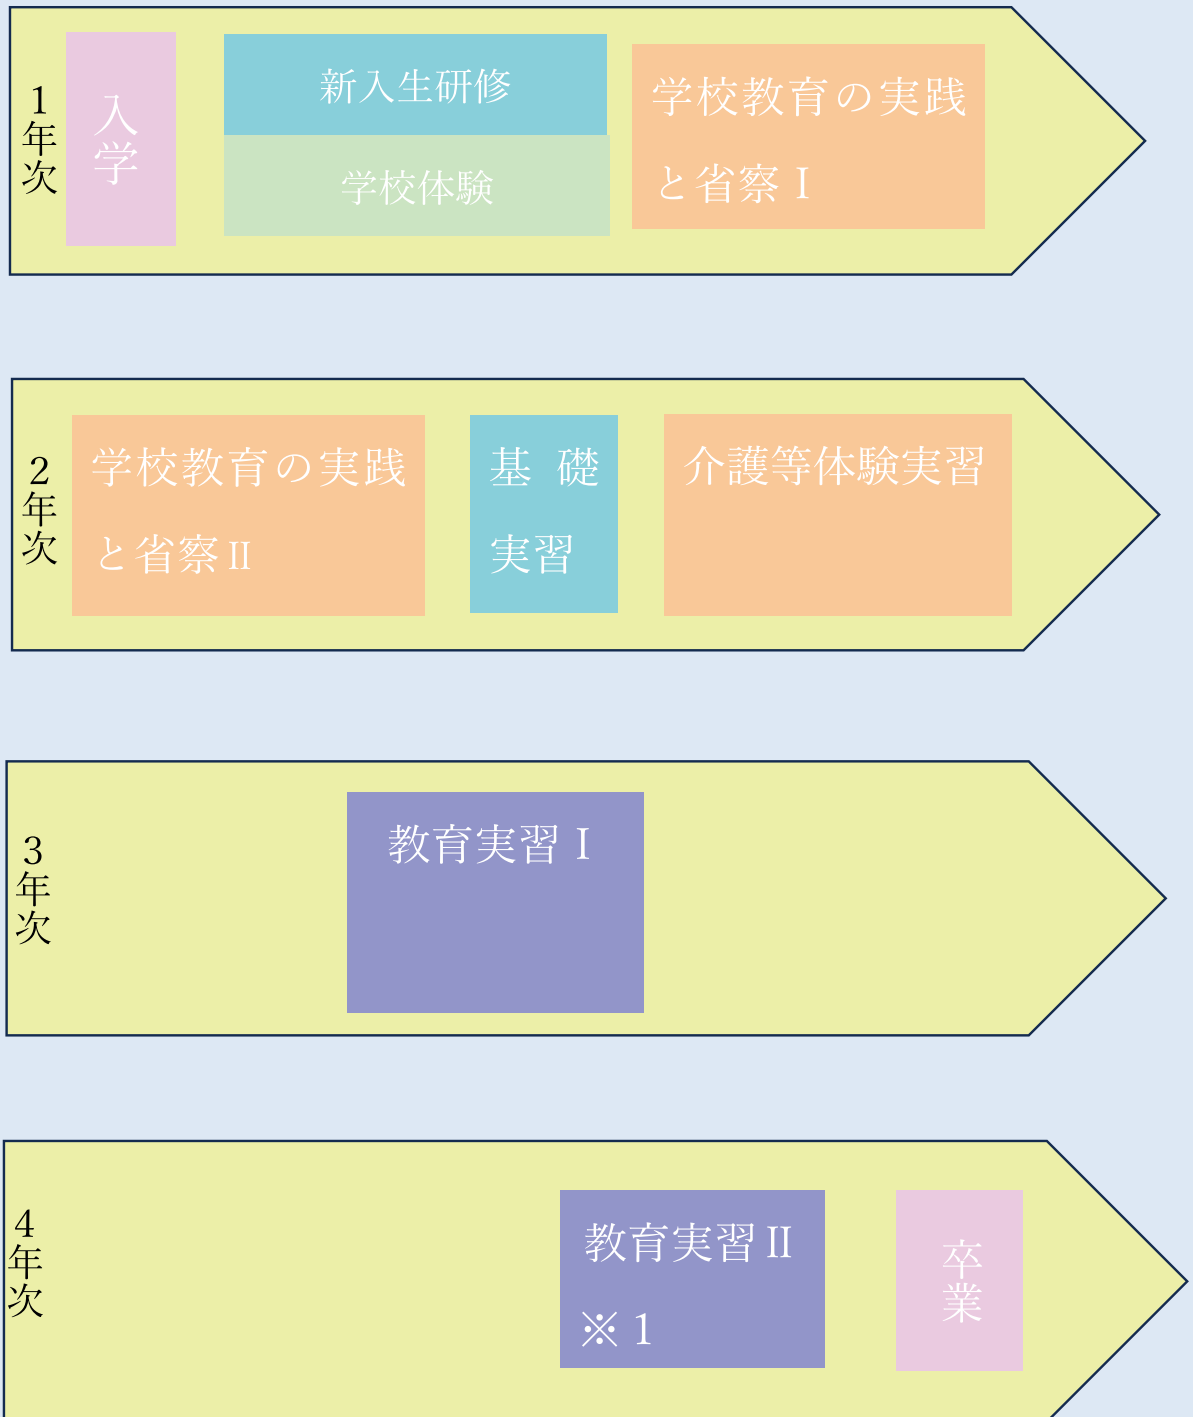 1年次
入学
新入生研修
学校体験
学校教育の実践
と省察Ⅰ
2年次
学校教育の実践
と省察Ⅱ
基 礎
実習
介護等体験実習
3年次
教育実習Ⅰ
4年次
教育実習Ⅱ
※1
卒業